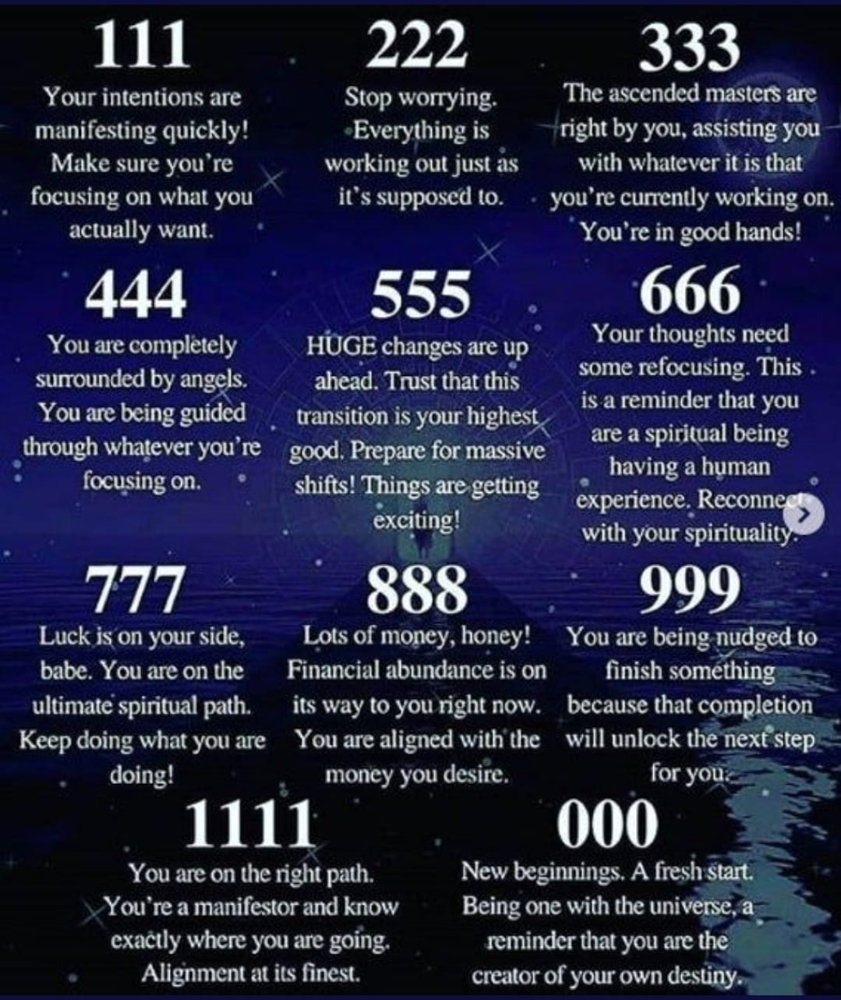 111
Your intentions are
manifesting quickly!
Make sure you're
focusing on what you
actually want.
222
Stop worrying.
Everything is
working out just as
it's supposed to.
333
The ascended masters are
right by you, assisting you
with whatever it is that
you're currently working on.
You're in good hands!
444
You are completely
surrounded by angels.
You are being guided
through whatever you're
focusing on.
555
HUGE changes are up
ahead. Trust that this
transition is your highest
good. Prepare for massive
shifts! Things are getting
exciting!
666
Your thoughts need
some refocusing. This
is a reminder that you
are a spiritual being
having a human
experience. Reconnect
with your spirituality.
777
Luck is on your side,
babe. You are on the
ultimate spiritual path.
Keep doing what you are
doing!
888
Lots of money, honey!
Financial abundance is on
its way to you right now.
You are aligned with the
money you desire.
999
You are being nudged to
finish something
because that completion
will unlock the next step
for you.
1111
You are on the right path.
You're a manifestor and know
exactly where you are going.
Alignment at its finest.
000
New beginnings. A fresh start.
Being one with the universe, a
reminder that you are the
creator of your own destiny.